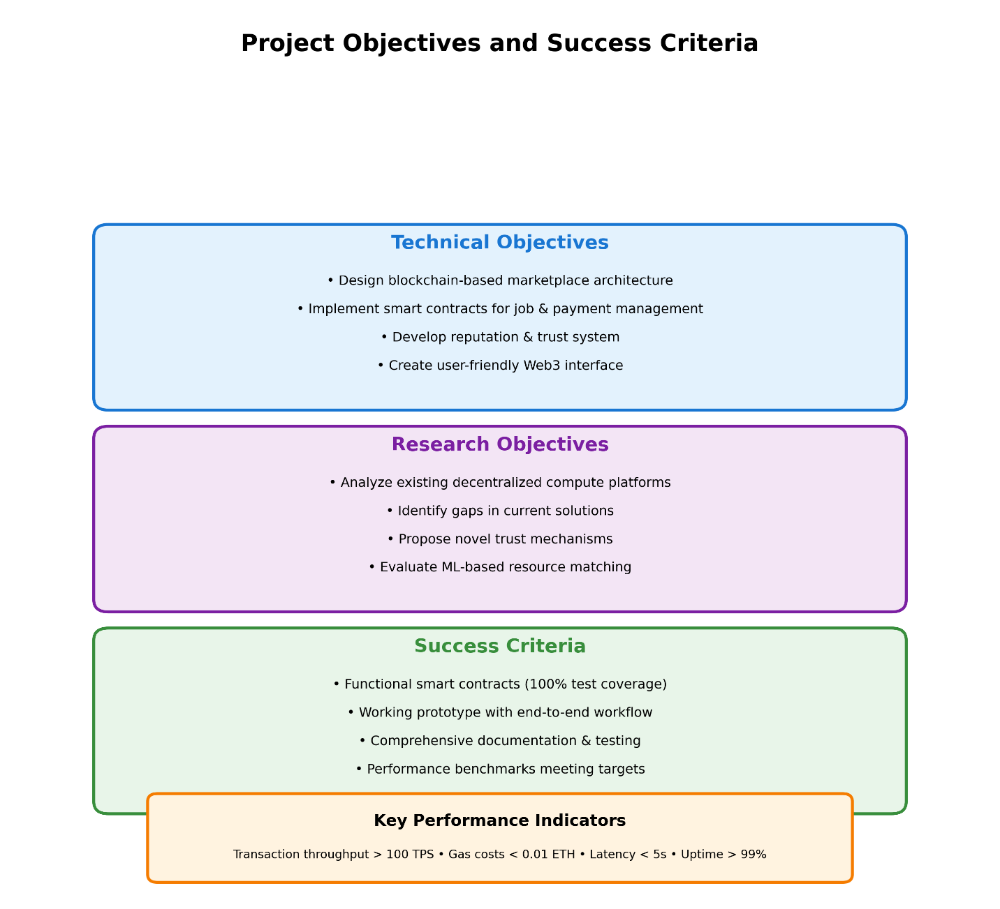 Project Objectives and Success Criteria
Technical Objectives
• Design blockchain-based marketplace architecture
• Implement smart contracts for job & payment management
• Develop reputation & trust system
• Create user-friendly Web3 interface
Research Objectives
• Analyze existing decentralized compute platforms
• Identify gaps in current solutions
• Propose novel trust mechanisms
• Evaluate ML-based resource matching
Success Criteria
• Functional smart contracts (100% test coverage)
• Working prototype with end-to-end workflow
• Comprehensive documentation & testing
• Performance benchmarks meeting targets
Key Performance Indicators
Transaction throughput > 100 TPS • Gas costs < 0.01 ETH • Latency < 5s • Uptime > 99%